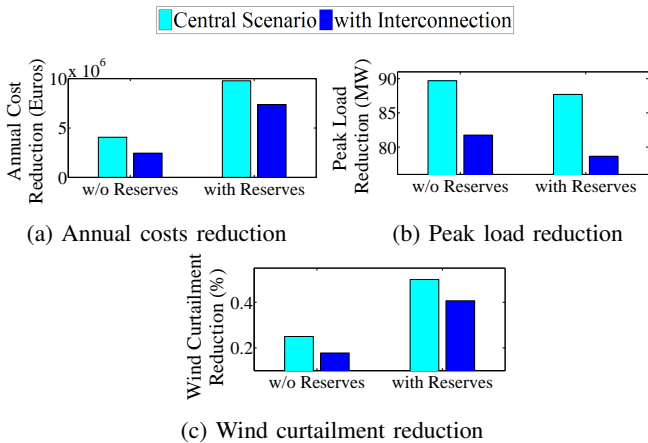 Central Scenario with Interconnection
x 10^6
Annual Cost
Reduction (Euros)
10
5
0
w/o Reserves with Reserves
(a) Annual costs reduction
Peak Load
Reduction (MW)
90
85
80
w/o Reserves with Reserves
(b) Peak load reduction
Wind Curtailment
Reduction (%)
0.4
0.2
w/o Reserves with Reserves
(c) Wind curtailment reduction